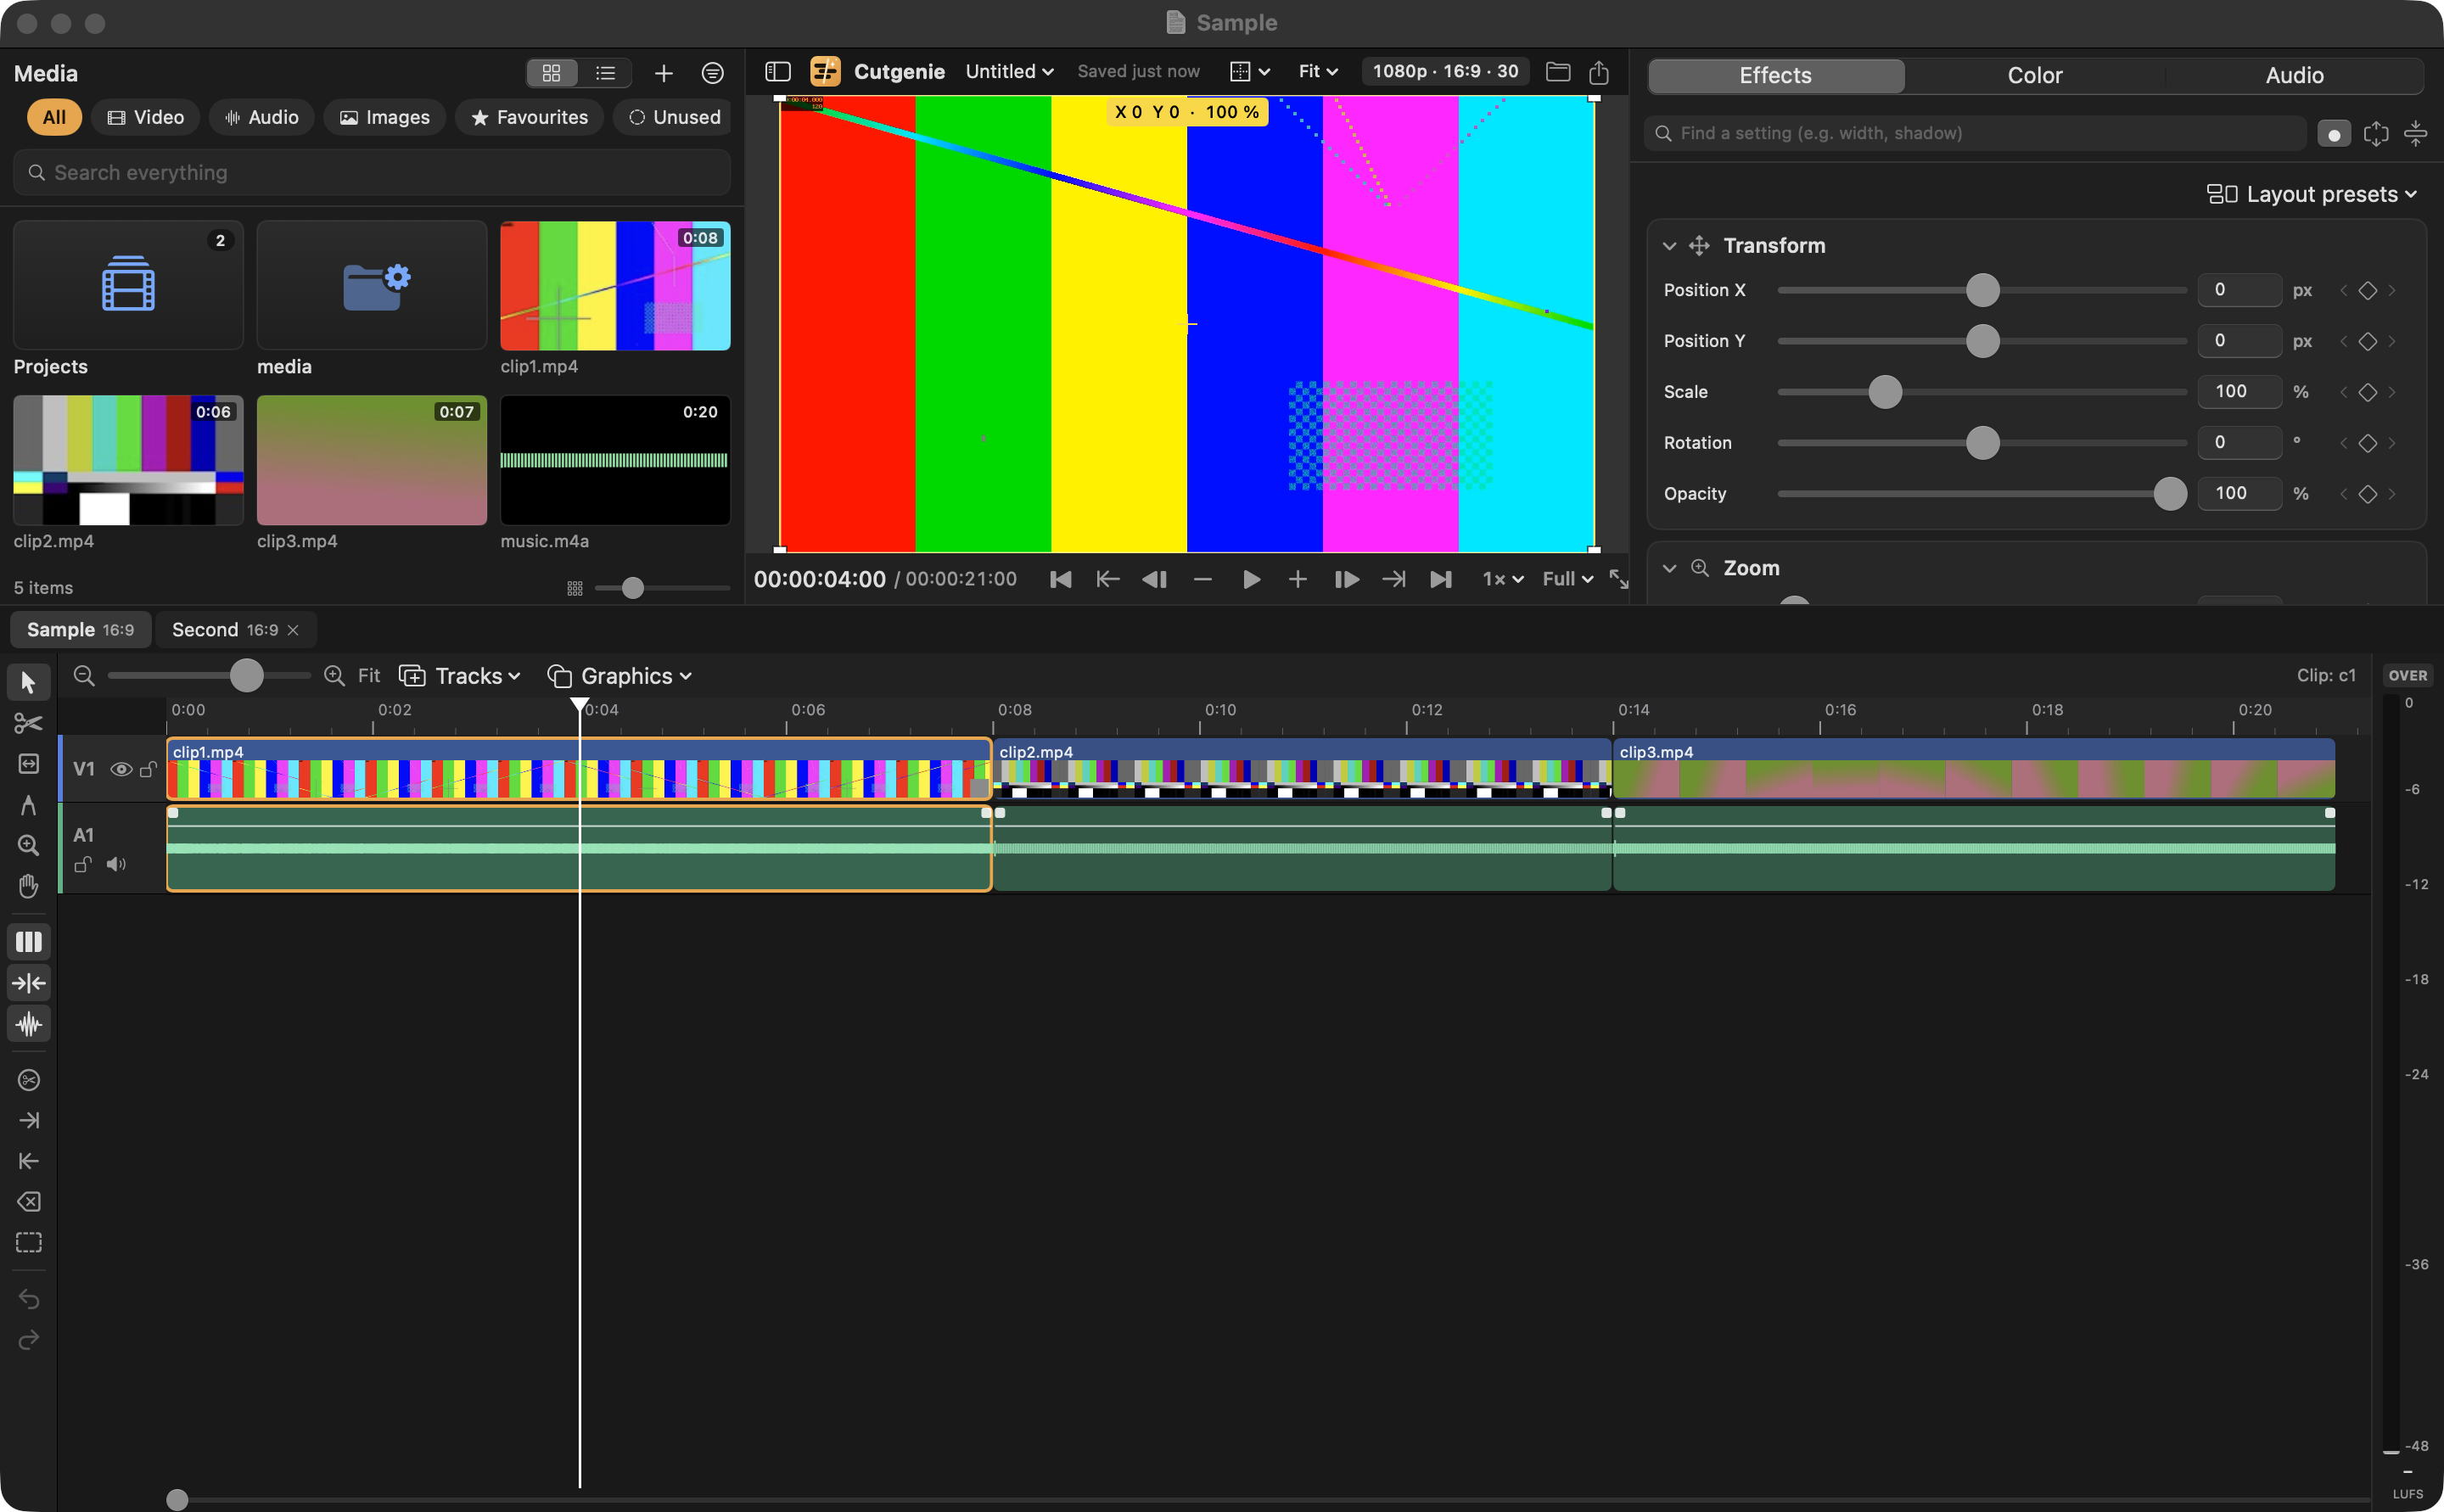 Sample
Media
All
Video
Audio
Images
Favourites
Unused
Search everything
2
Projects
media
0:08
clip1.mp4
0:06
clip2.mp4
0:07
clip3.mp4
0:20
music.m4a
5 items
Cutgenie
Untitled
Saved just now
Fit
1080p · 16:9 · 30
X 0 Y 0 · 100 %
00:00:04:00 / 00:00:21:00
1×
Full
Effects
Color
Audio
Find a setting (e.g. width, shadow)
Layout presets
Transform
Position X 0 px
Position Y 0 px
Scale 100 %
Rotation 0 °
Opacity 100 %
Zoom
Sample 16:9
Second 16:9
Fit
Tracks
Graphics
Clip: c1
OVER
0:00
0:02
0:04
0:06
0:08
0:10
0:12
0:14
0:16
0:18
0:20
V1
clip1.mp4
clip2.mp4
clip3.mp4
A1
0
-6
-12
-18
-24
-36
-48
–
LUFS